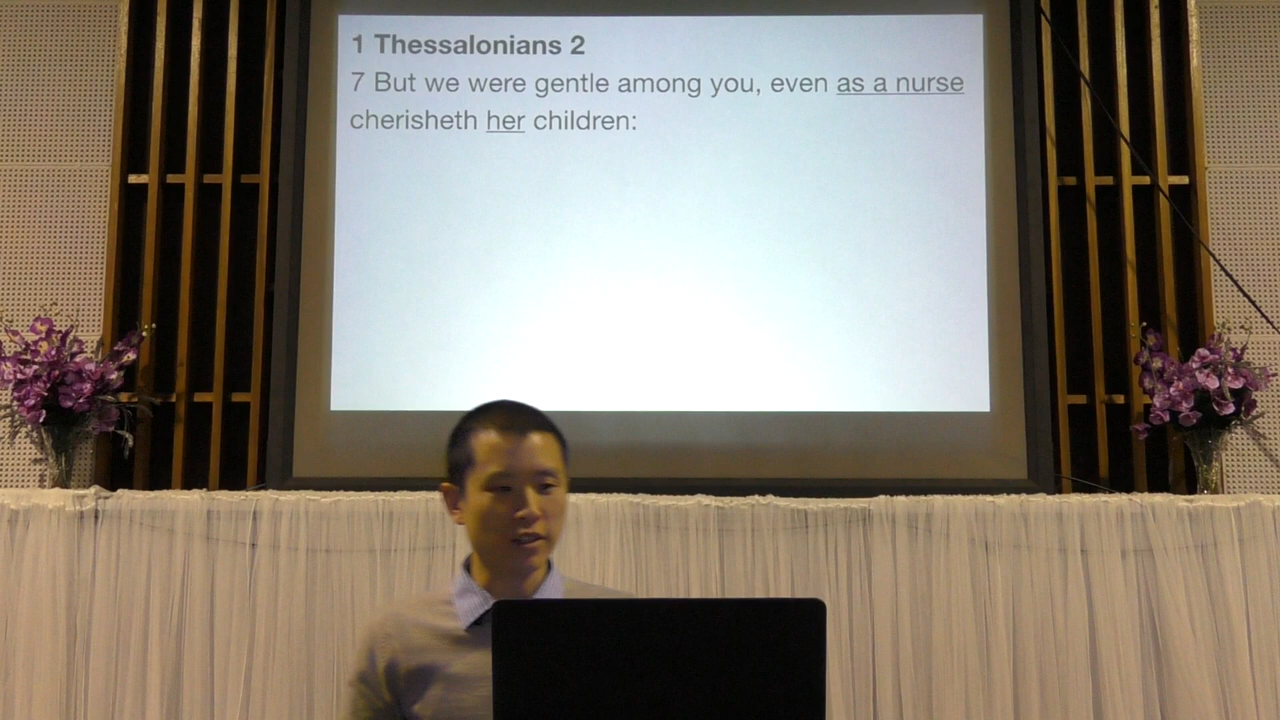 1 Thessalonians 2
7 But we were gentle among you, even as a nurse
cherisheth her children: